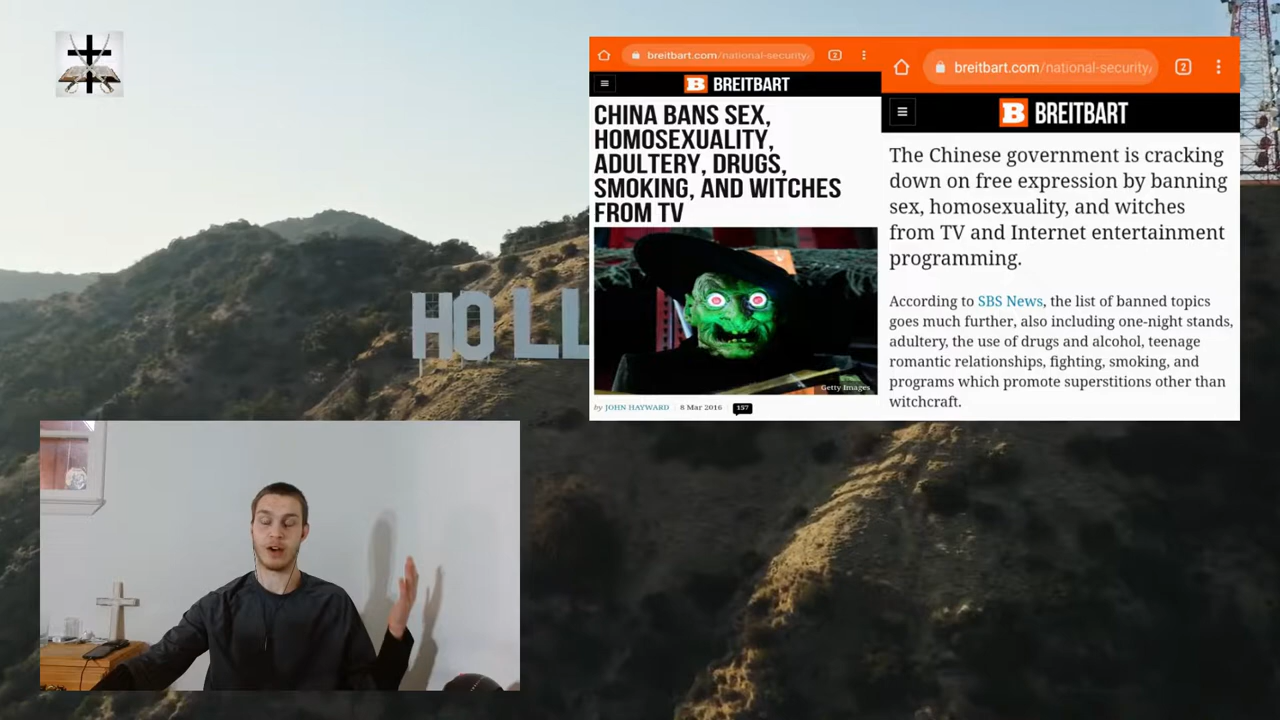 HOLL
breitbart.com/national-security/
2
BREITBART
CHINA BANS SEX,
HOMOSEXUALITY,
ADULTERY, DRUGS,
SMOKING, AND WITCHES
FROM TV
Getty Images
by JOHN HAYWARD | 8 Mar 2016 157
breitbart.com/national-security/
2
BREITBART
The Chinese government is cracking
down on free expression by banning
sex, homosexuality, and witches
from TV and Internet entertainment
programming.
According to SBS News, the list of banned topics
goes much further, also including one-night stands,
adultery, the use of drugs and alcohol, teenage
romantic relationships, fighting, smoking, and
programs which promote superstitions other than
witchcraft.